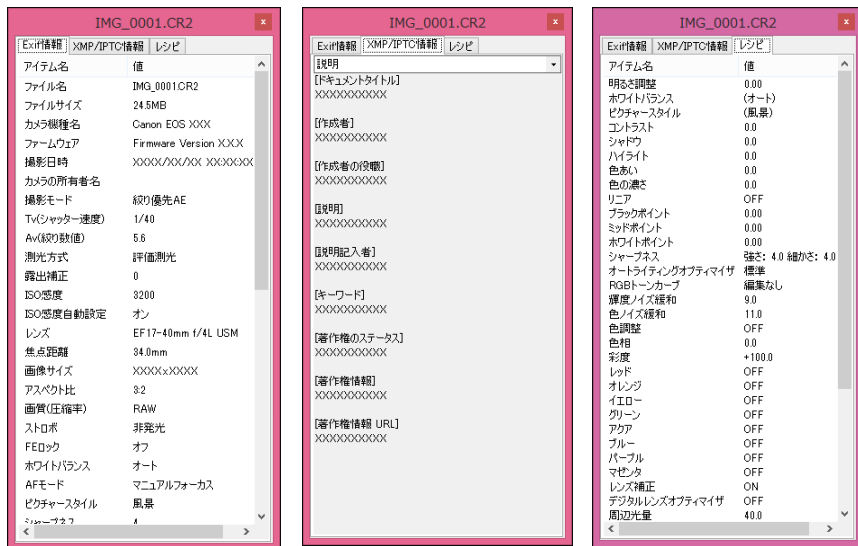 IMG_0001.CR2
x
Exif情報 XMP/IPTC情報 レシピ
アイテム名 値
ファイル名 IMG_0001.CR2
ファイルサイズ 24.5MB
カメラ機種名 Canon EOS XXX
ファームウェア Firmware Version X.X.X
撮影日時 XXXX/XX/XX XX:XX:XX
カメラの所有者名
撮影モード 絞り優先AE
Tv(シャッター速度) 1/40
Av(絞り数値) 5.6
測光方式 評価測光
露出補正 0
ISO感度 3200
ISO感度自動設定 オン
レンズ EF17-40mm f/4L USM
焦点距離 34.0mm
画像サイズ XXXXxXXXX
アスペクト比 3:2
画質(圧縮率) RAW
ストロボ 非発光
FEロック オフ
ホワイトバランス オート
AFモード マニュアルフォーカス
ピクチャースタイル 風景
シャープネス 4
IMG_0001.CR2
x
Exif情報 XMP/IPTC情報 レシピ
説明
[ドキュメントタイトル]
XXXXXXXXXX
[作成者]
XXXXXXXXXX
[作成者の役職]
XXXXXXXXXX
[説明]
XXXXXXXXXX
[説明記入者]
XXXXXXXXXX
[キーワード]
XXXXXXXXXX
[著作権のステータス]
XXXXXXXXXX
[著作権情報]
XXXXXXXXXX
[著作権情報 URL]
XXXXXXXXXX
IMG_0001.CR2
x
Exif情報 XMP/IPTC情報 レシピ
アイテム名 値
明るさ調整 0.00
ホワイトバランス (オート)
ピクチャースタイル (風景)
コントラスト 0.0
シャドウ 0.0
ハイライト 0.0
色あい 0.0
色の濃さ 0.0
リニア OFF
ブラックポイント 0.00
ミッドポイント 0.00
ホワイトポイント 0.00
シャープネス 強さ: 4.0 細かさ: 4.0
オートライティングオプティマイザ 標準
RGBトーンカーブ 編集なし
輝度ノイズ緩和 9.0
色ノイズ緩和 11.0
色調整 OFF
色相 0.0
彩度 +100.0
レッド OFF
オレンジ OFF
イエロー OFF
グリーン OFF
アクア OFF
ブルー OFF
パープル OFF
マゼンタ OFF
レンズ補正 ON
デジタルレンズオプティマイザ OFF
周辺光量 40.0